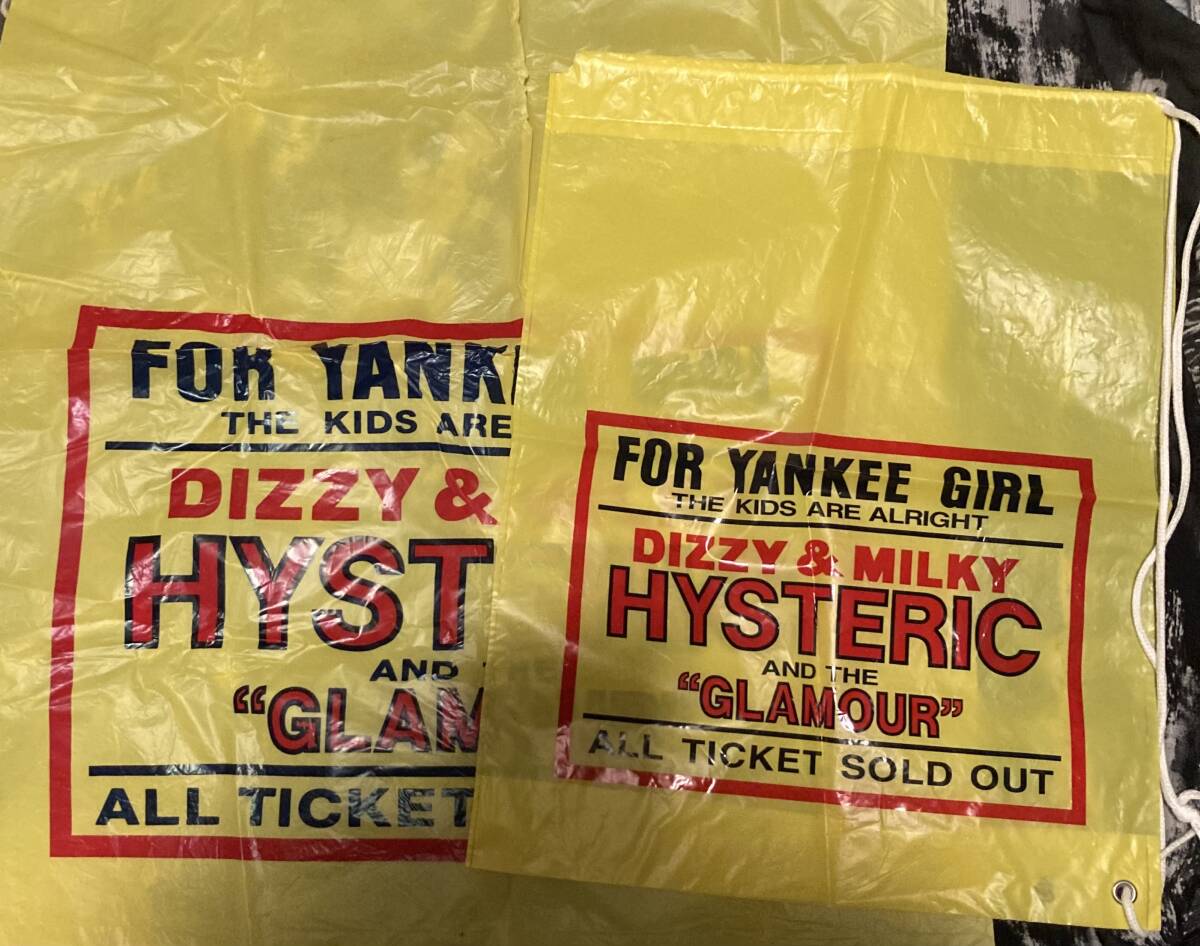 FOR YANK
THE KIDS ARE
DIZZY &
HYST
AND
“GLAM
ALL TICKET
FOR YANKEE GIRL
THE KIDS ARE ALRIGHT
DIZZY & MILKY
HYSTERIC
AND THE
“GLAMOUR”
ALL TICKET SOLD OUT